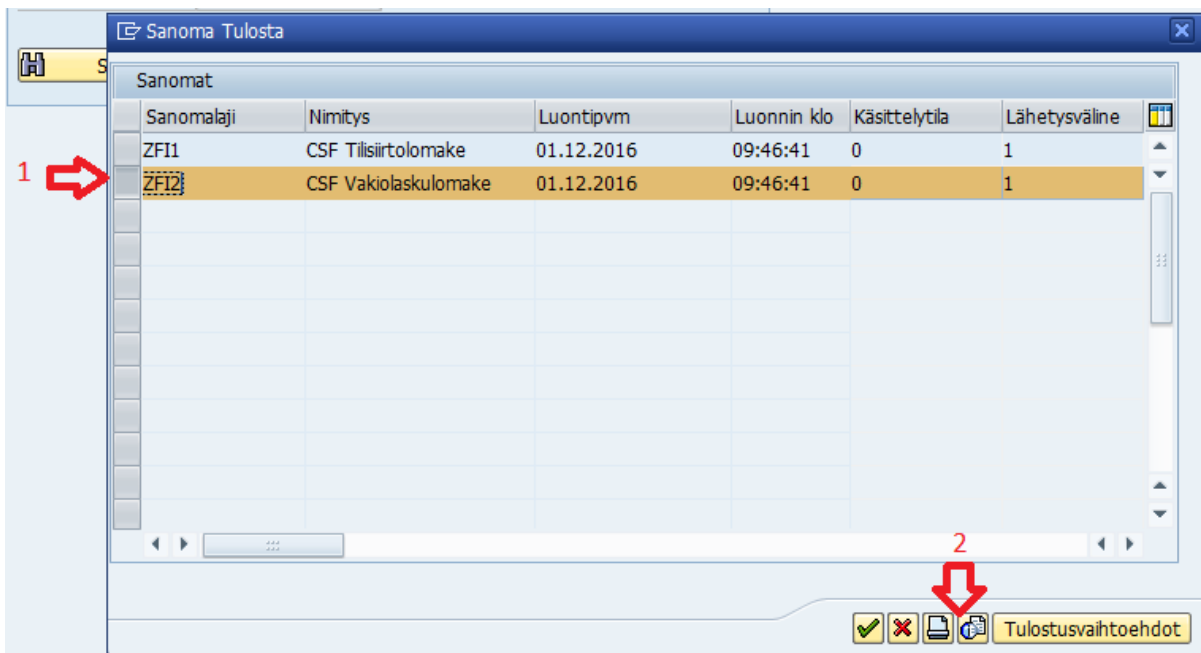 Sanoma Tulosta
S
Sanomat
Sanomalaji Nimitys Luontipvm Luonnin klo Käsittelytila Lähetysväline
ZFI1 CSF Tilisiirtolomake 01.12.2016 09:46:41 0 1
1 ZFI2 CSF Vakiolaskulomake 01.12.2016 09:46:41 0 1
2
Tulostusvaihtoehdot